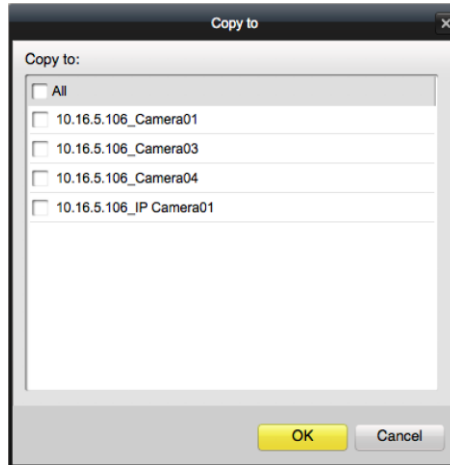 Copy to
Copy to:
All
10.16.5.106_Camera01
10.16.5.106_Camera03
10.16.5.106_Camera04
10.16.5.106_IP Camera01
OK
Cancel